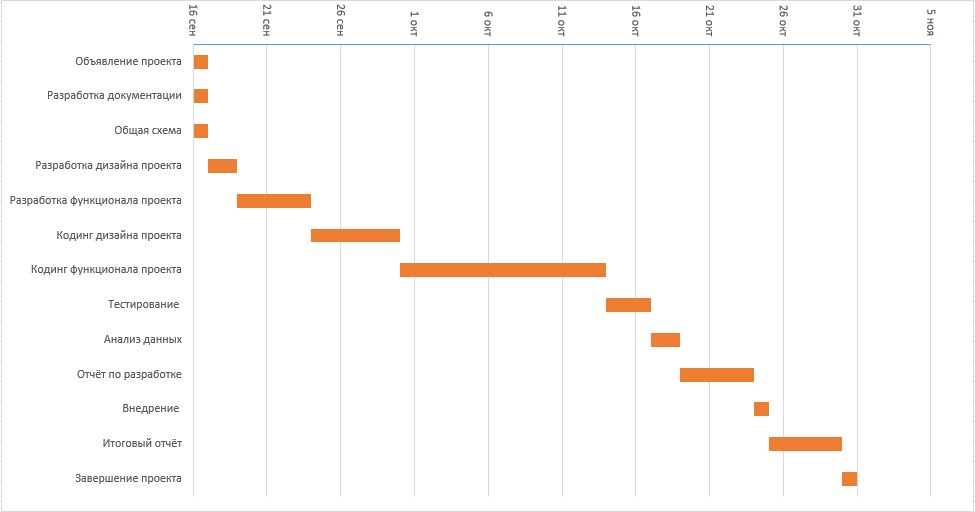 16 сен
21 сен
26 сен
1 окт
6 окт
11 окт
16 окт
21 окт
26 окт
31 окт
5 ноя
Объявление проекта
Разработка документации
Общая схема
Разработка дизайна проекта
Разработка функционала проекта
Кодинг дизайна проекта
Кодинг функционала проекта
Тестирование
Анализ данных
Отчёт по разработке
Внедрение
Итоговый отчёт
Завершение проекта